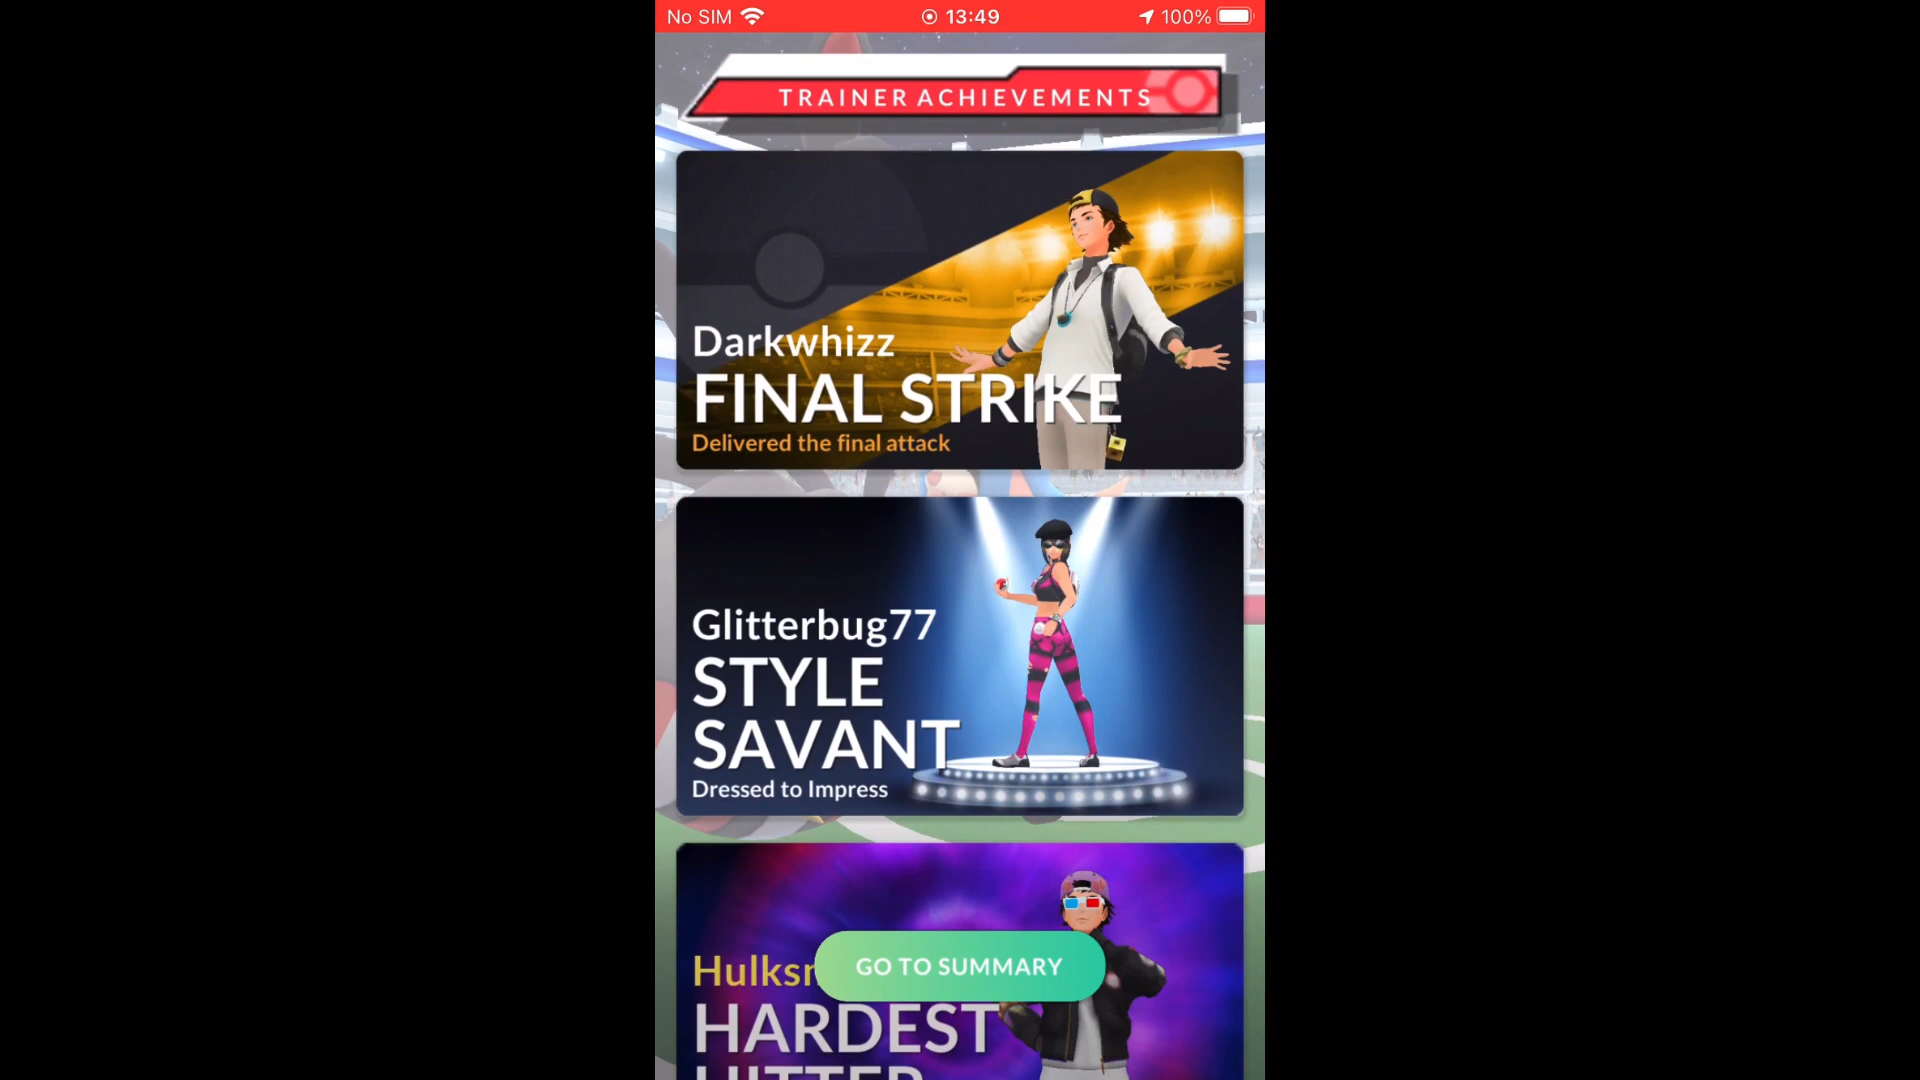 No SIM 13:49 100%
TRAINER ACHIEVEMENTS
Darkwhizz
FINAL STRIKE
Delivered the final attack
Glitterbug77
STYLE
SAVANT
Dressed to Impress
GO TO SUMMARY
HARDEST
HITTER